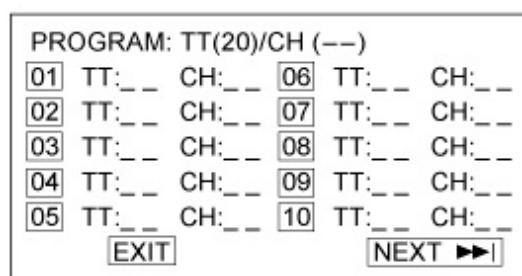 PROGRAM: TT(20)/CH (--)
01 TT:_ _ CH:_ _ 06 TT:_ _ CH:_ _
02 TT:_ _ CH:_ _ 07 TT:_ _ CH:_ _
03 TT:_ _ CH:_ _ 08 TT:_ _ CH:_ _
04 TT:_ _ CH:_ _ 09 TT:_ _ CH:_ _
05 TT:_ _ CH:_ _ 10 TT:_ _ CH:_ _
EXIT NEXT ▶▶|